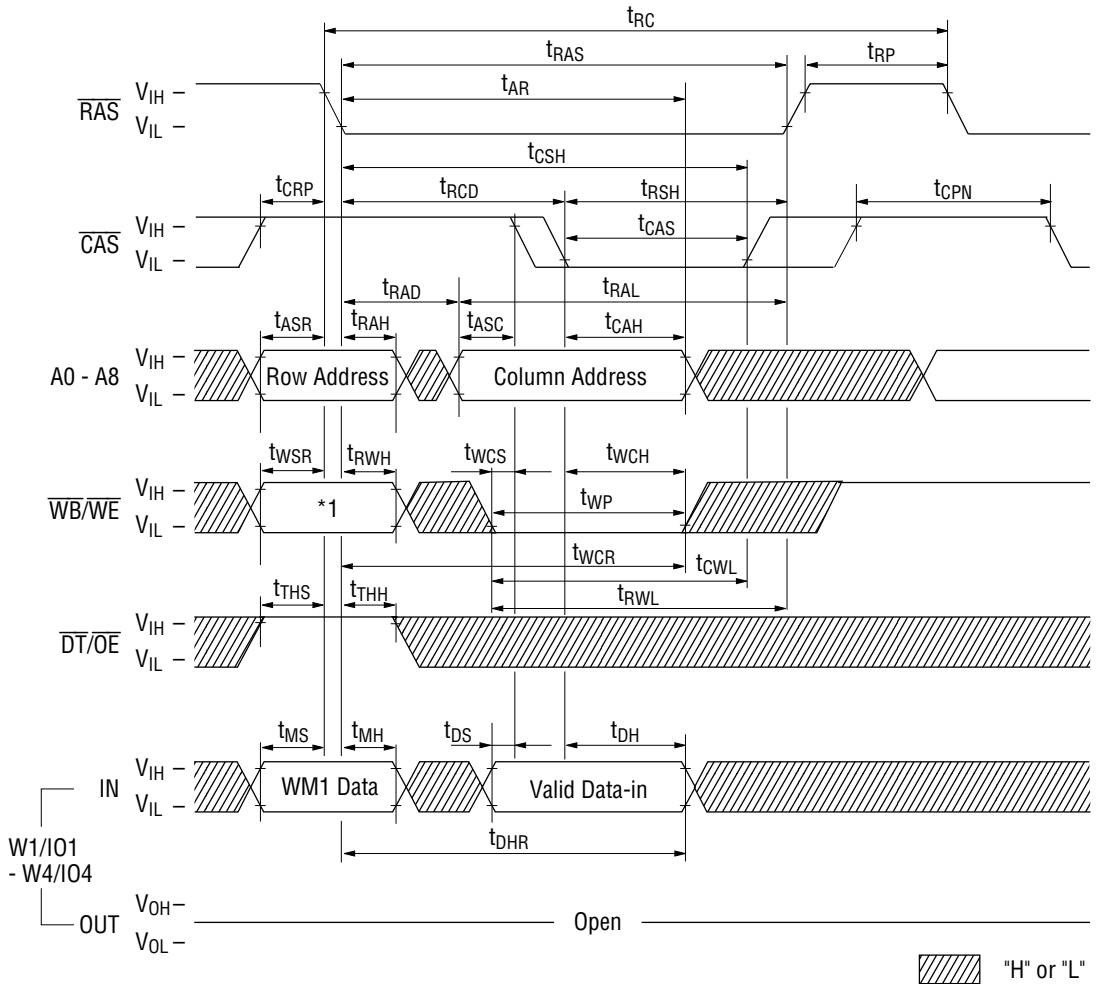 tRC
tRAS
tRP
tAR
RAS
VIH –
VIL –
tCSH
tCRP
tRCD
tRSH
tCPN
tCAS
CAS
VIH –
VIL –
tRAD
tRAL
tASR
tRAH
tASC
tCAH
A0 - A8
VIH –
VIL –
Row Address
Column Address
tWSR
tRWH
tWCS
tWCH
WB/WE
VIH –
VIL –
*1
tWP
tWCR
tCWL
tRWL
tTHS
tTHH
DT/OE
VIH –
VIL –
tMS
tMH
tDS
tDH
IN
VIH –
VIL –
WM1 Data
Valid Data-in
tDHR
W1/IO1
- W4/IO4
OUT
VOH –
VOL –
Open
"H" or "L"